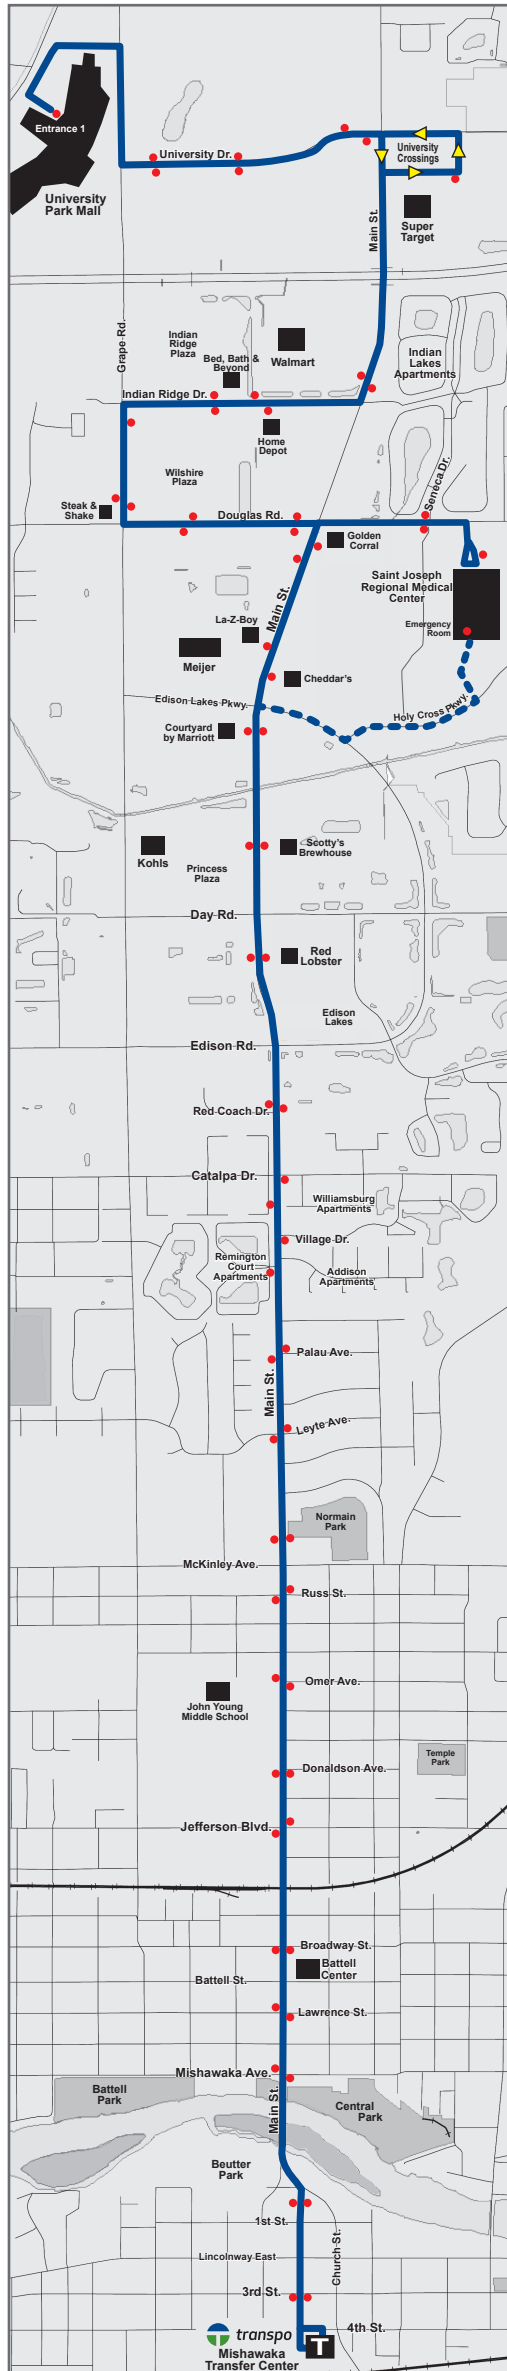 Entrance 1
University
Park Mall
University Dr.
University
Crossings
Main St.
Super
Target
Grape Rd.
Indian
Ridge
Plaza
Walmart
Bed, Bath &
Beyond
Indian
Lakes
Apartments
Indian Ridge Dr.
Home
Depot
Wilshire
Plaza
Seneca Dr.
Steak &
Shake
Douglas Rd.
Golden
Corral
Saint Joseph
Regional Medical
Center
Emergency
Room
Main St.
La-Z-Boy
Meijer
Cheddar's
Edison Lakes Pkwy.
Holy Cross Pkwy.
Courtyard
by Marriott
Kohls
Scotty's
Brewhouse
Princess
Plaza
Day Rd.
Red
Lobster
Edison
Lakes
Edison Rd.
Red Coach Dr.
Catalpa Dr.
Williamsburg
Apartments
Village Dr.
Remington
Court
Apartments
Addison
Apartments
Palau Ave.
Main St.
Leyte Ave.
Normain
Park
McKinley Ave.
Russ St.
Omer Ave.
John Young
Middle School
Temple
Park
Donaldson Ave.
Jefferson Blvd.
Broadway St.
Battell
Center
Battell St.
Lawrence St.
Mishawaka Ave.
Battell
Park
Main St.
Central
Park
Beutter
Park
1st St.
Church St.
Lincolnway East
3rd St.
4th St.
transpo
T
Mishawaka
Transfer Center